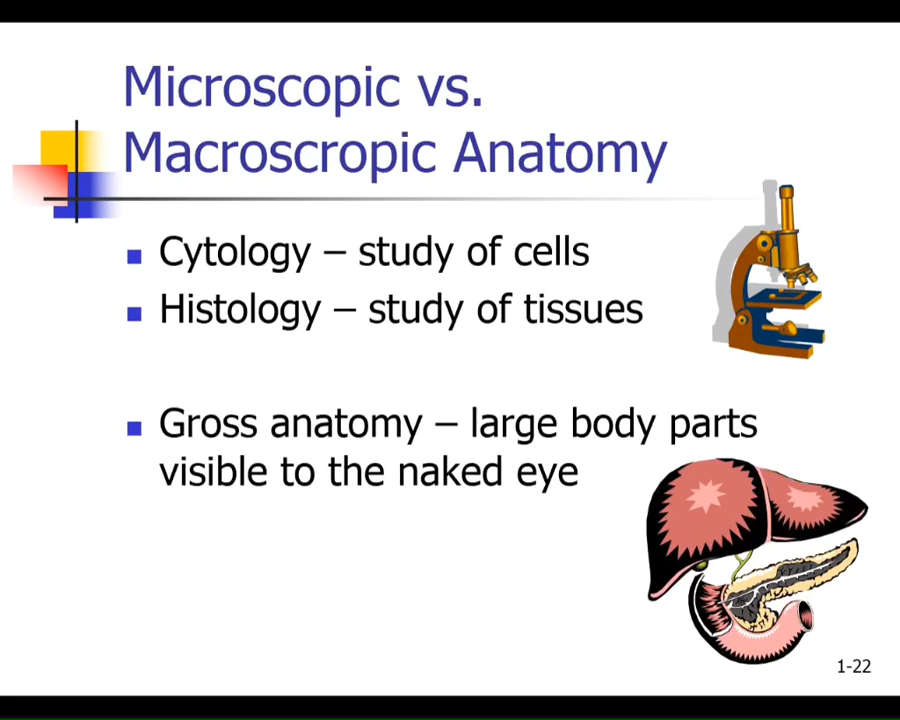 Microscopic vs.
Macroscropic Anatomy
Cytology – study of cells
Histology – study of tissues
Gross anatomy – large body parts
visible to the naked eye
1-22